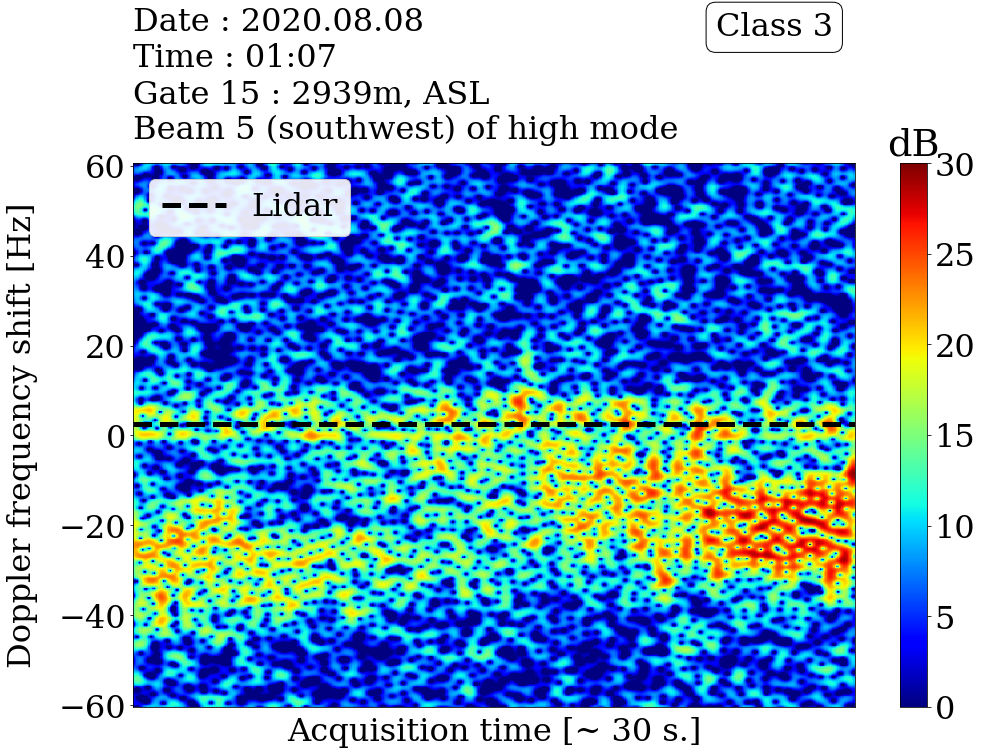 Date : 2020.08.08
Time : 01:07
Gate 15 : 2939m, ASL
Beam 5 (southwest) of high mode
Class 3
dB
Lidar
Doppler frequency shift [Hz]
60
40
20
0
−20
−40
−60
Acquisition time [~ 30 s.]
30
25
20
15
10
5
0